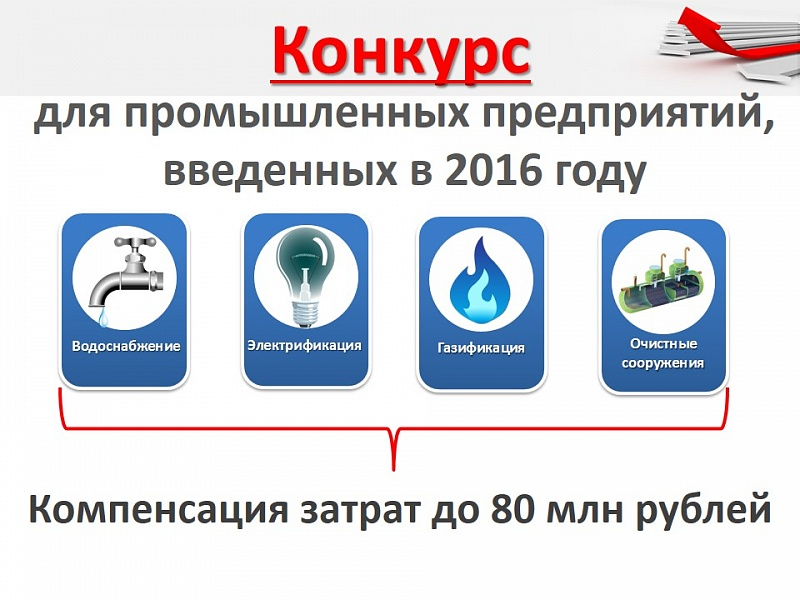 Конкурс
для промышленных предприятий,
введенных в 2016 году
Водоснабжение
Электрификация
Газификация
Очистные
сооружения
Компенсация затрат до 80 млн рублей